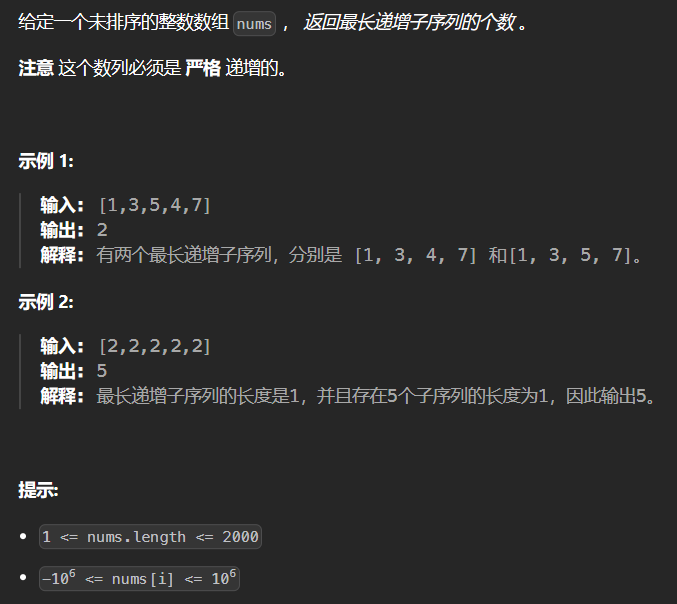 给定一个未排序的整数数组 nums ， 返回最长递增子序列的个数 。
注意 这个数列必须是 严格 递增的。
示例 1:
输入: [1,3,5,4,7]
输出: 2
解释: 有两个最长递增子序列，分别是 [1, 3, 4, 7] 和[1, 3, 5, 7]。
示例 2:
输入: [2,2,2,2,2]
输出: 5
解释: 最长递增子序列的长度是1，并且存在5个子序列的长度为1，因此输出5。
提示:
• 1 <= nums.length <= 2000
• -10⁶ <= nums[i] <= 10⁶